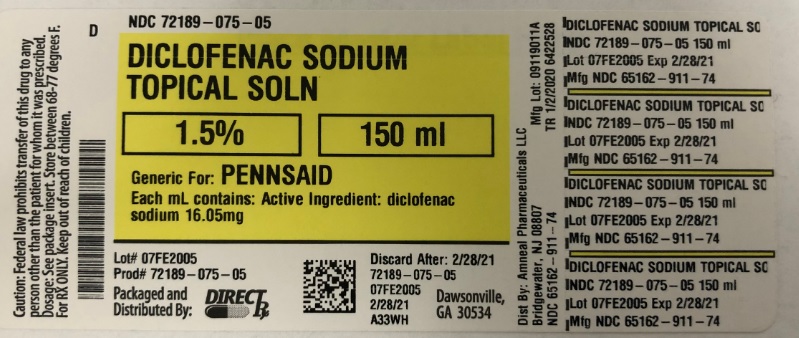 Caution: Federal law prohibits transfer of this drug to any
person other than the patient for whom it was prescribed.
Dosage: See package insert. Store between 68-77 degrees F.
For RX ONLY. Keep out of reach of children.
D
NDC 72189-075-05
DICLOFENAC SODIUM
TOPICAL SOLN
1.5%
150 ml
Generic For: PENNSAID
Each mL contains: Active Ingredient: diclofenac
sodium 16.05mg
Lot# 07FE2005
Prod# 72189-075-05
Packaged and
Distributed By:
DIRECT Rx
Discard After: 2/28/21
72189-075-05
07FE2005
2/28/21
A33WH
Dawsonville,
GA 30534
Dist By: Amneal Pharmaceuticals LLC
Bridgewater, NJ 08807
NDC 65162-911-74
Mfg Lot: 09119011A
TR 1/2/2020 6422528
DICLOFENAC SODIUM TOPICAL SO
NDC 72189-075-05 150 ml
Lot 07FE2005 Exp 2/28/21
Mfg NDC 65162-911-74
DICLOFENAC SODIUM TOPICAL SO
NDC 72189-075-05 150 ml
Lot 07FE2005 Exp 2/28/21
Mfg NDC 65162-911-74
DICLOFENAC SODIUM TOPICAL SO
NDC 72189-075-05 150 ml
Lot 07FE2005 Exp 2/28/21
Mfg NDC 65162-911-74
DICLOFENAC SODIUM TOPICAL SO
NDC 72189-075-05 150 ml
Lot 07FE2005 Exp 2/28/21
Mfg NDC 65162-911-74